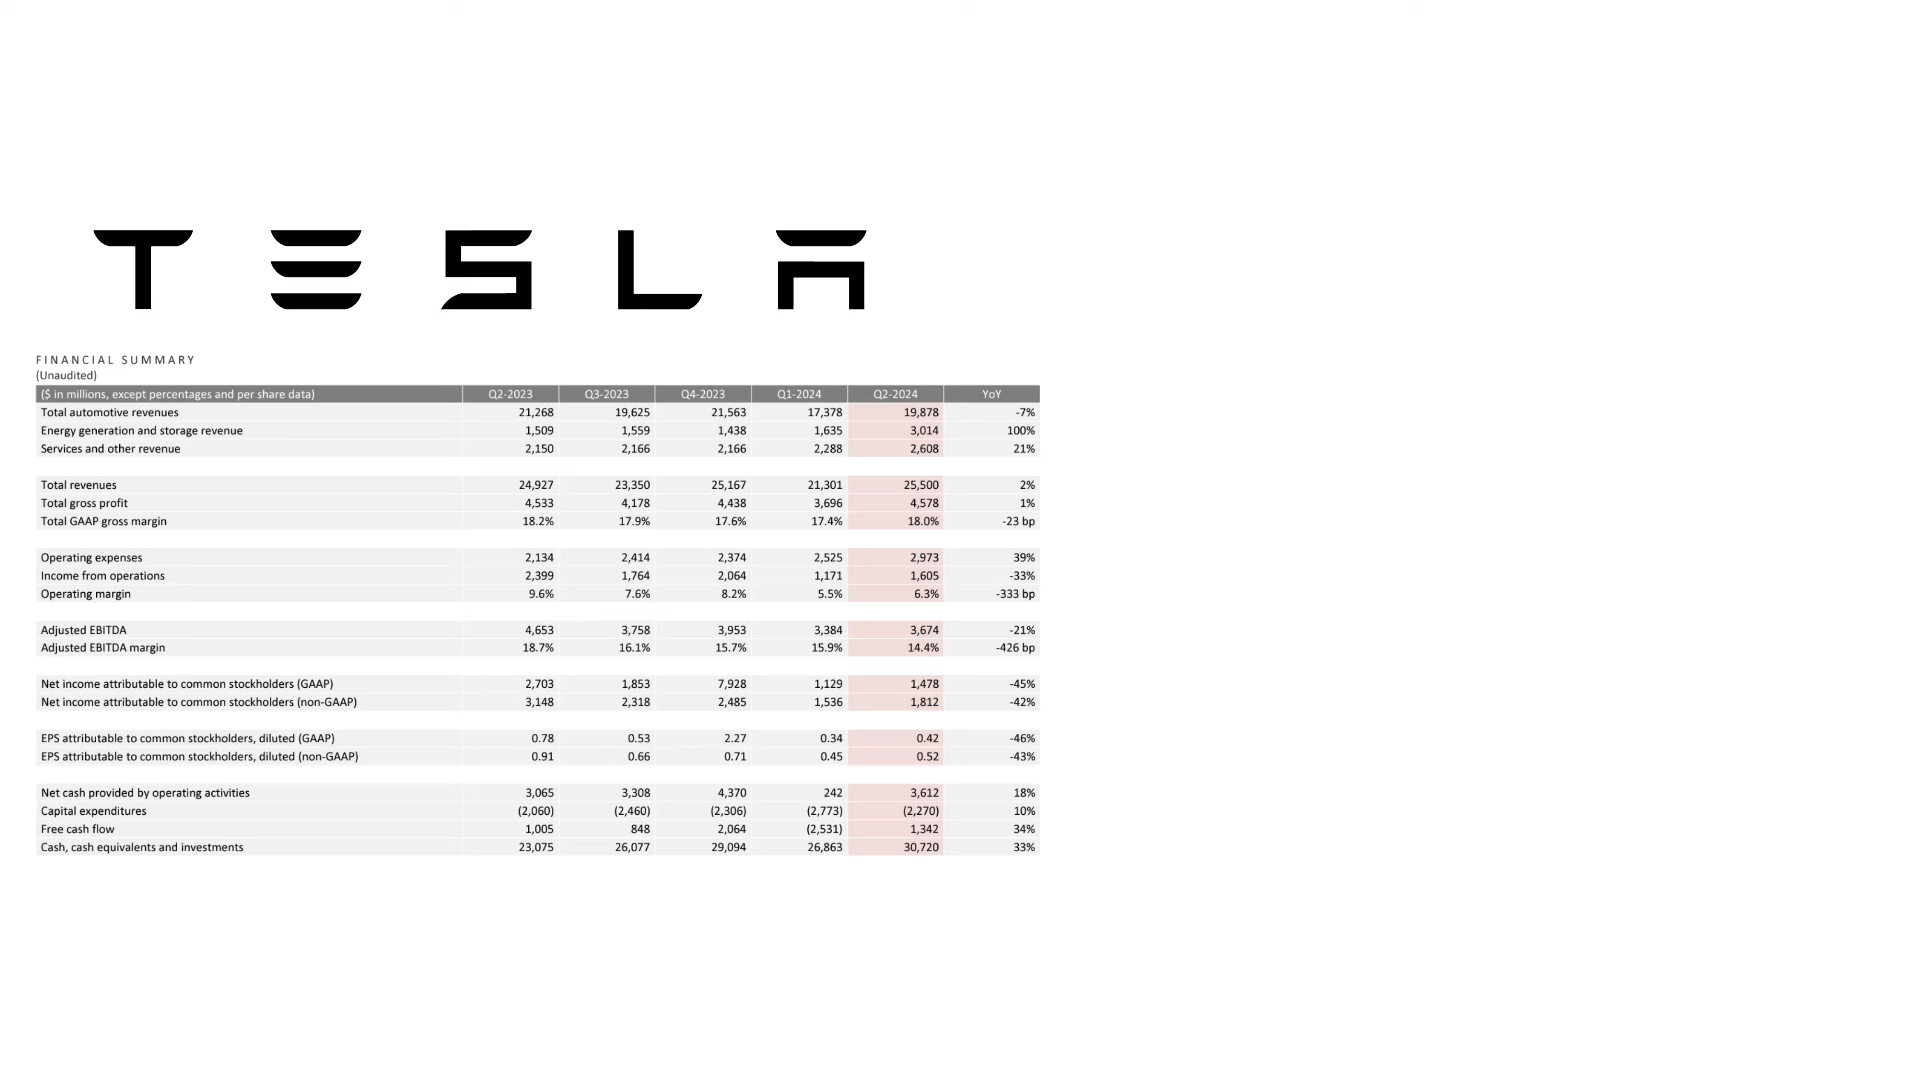 TESLA
FINANCIAL SUMMARY
(Unaudited)
($ in millions, except percentages and per share data) Q2-2023 Q3-2023 Q4-2023 Q1-2024 Q2-2024 YoY
Total automotive revenues 21,268 19,625 21,563 17,378 19,878 -7%
Energy generation and storage revenue 1,509 1,559 1,438 1,635 3,014 100%
Services and other revenue 2,150 2,166 2,166 2,288 2,608 21%
Total revenues 24,927 23,350 25,167 21,301 25,500 2%
Total gross profit 4,533 4,178 4,438 3,696 4,578 1%
Total GAAP gross margin 18.2% 17.9% 17.6% 17.4% 18.0% -23 bp
Operating expenses 2,134 2,414 2,374 2,525 2,973 39%
Income from operations 2,399 1,764 2,064 1,171 1,605 -33%
Operating margin 9.6% 7.6% 8.2% 5.5% 6.3% -333 bp
Adjusted EBITDA 4,653 3,758 3,953 3,384 3,674 -21%
Adjusted EBITDA margin 18.7% 16.1% 15.7% 15.9% 14.4% -426 bp
Net income attributable to common stockholders (GAAP) 2,703 1,853 7,928 1,129 1,478 -45%
Net income attributable to common stockholders (non-GAAP) 3,148 2,318 2,485 1,536 1,812 -42%
EPS attributable to common stockholders, diluted (GAAP) 0.78 0.53 2.27 0.34 0.42 -46%
EPS attributable to common stockholders, diluted (non-GAAP) 0.91 0.66 0.71 0.45 0.52 -43%
Net cash provided by operating activities 3,065 3,308 4,370 242 3,612 18%
Capital expenditures (2,060) (2,460) (2,306) (2,773) (2,270) 10%
Free cash flow 1,005 848 2,064 (2,531) 1,342 34%
Cash, cash equivalents and investments 23,075 26,077 29,094 26,863 30,720 33%